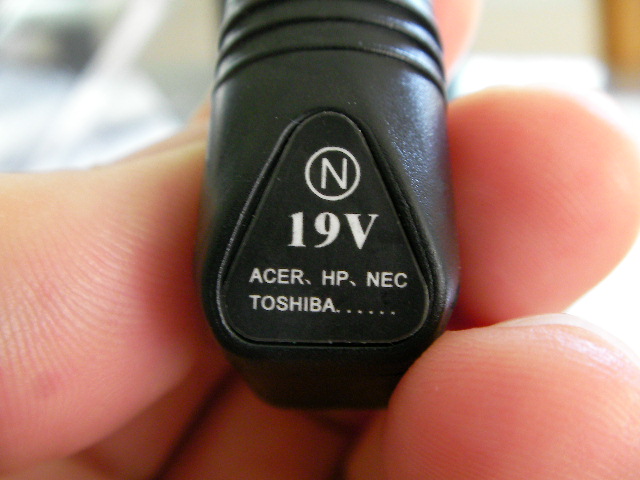 Ⓝ
19V
ACER、HP、NEC
TOSHIBA......